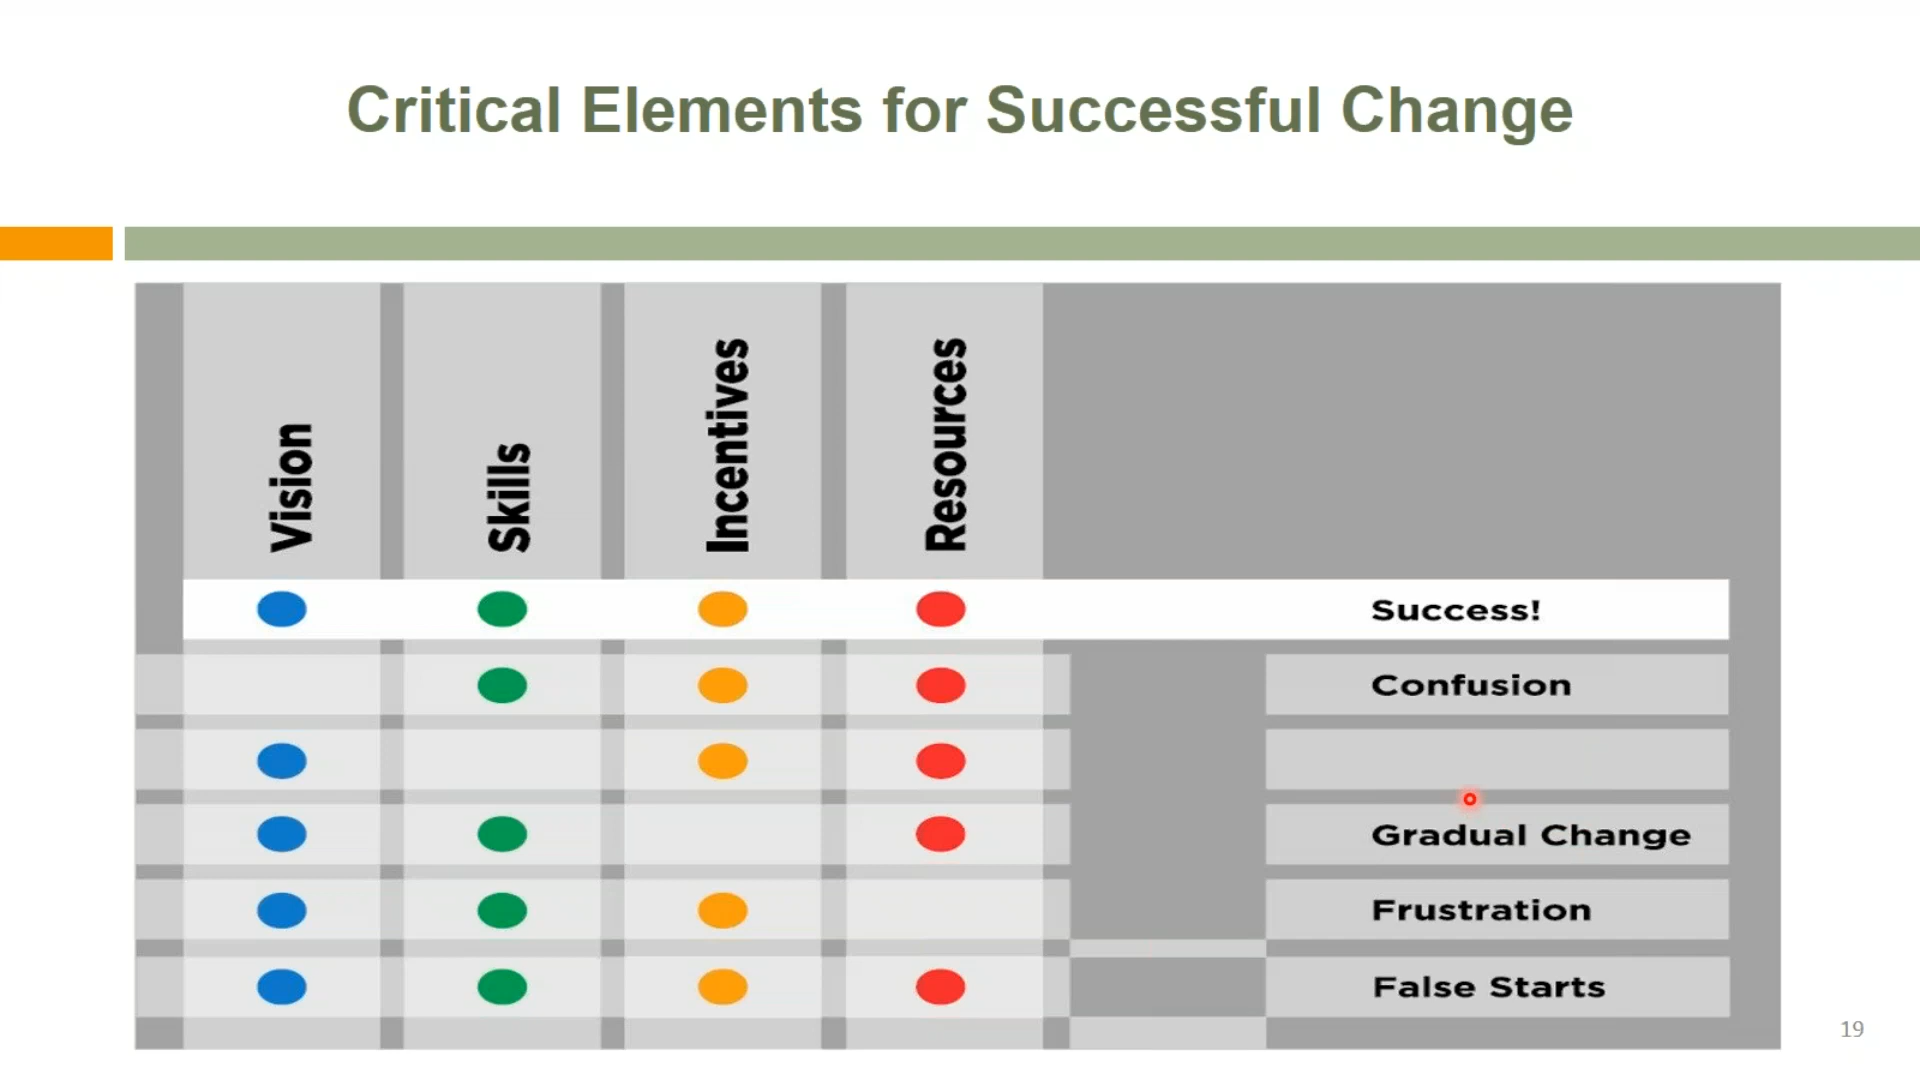 Critical Elements for Successful Change
Vision
Skills
Incentives
Resources
Success!
Confusion
Gradual Change
Frustration
False Starts
19